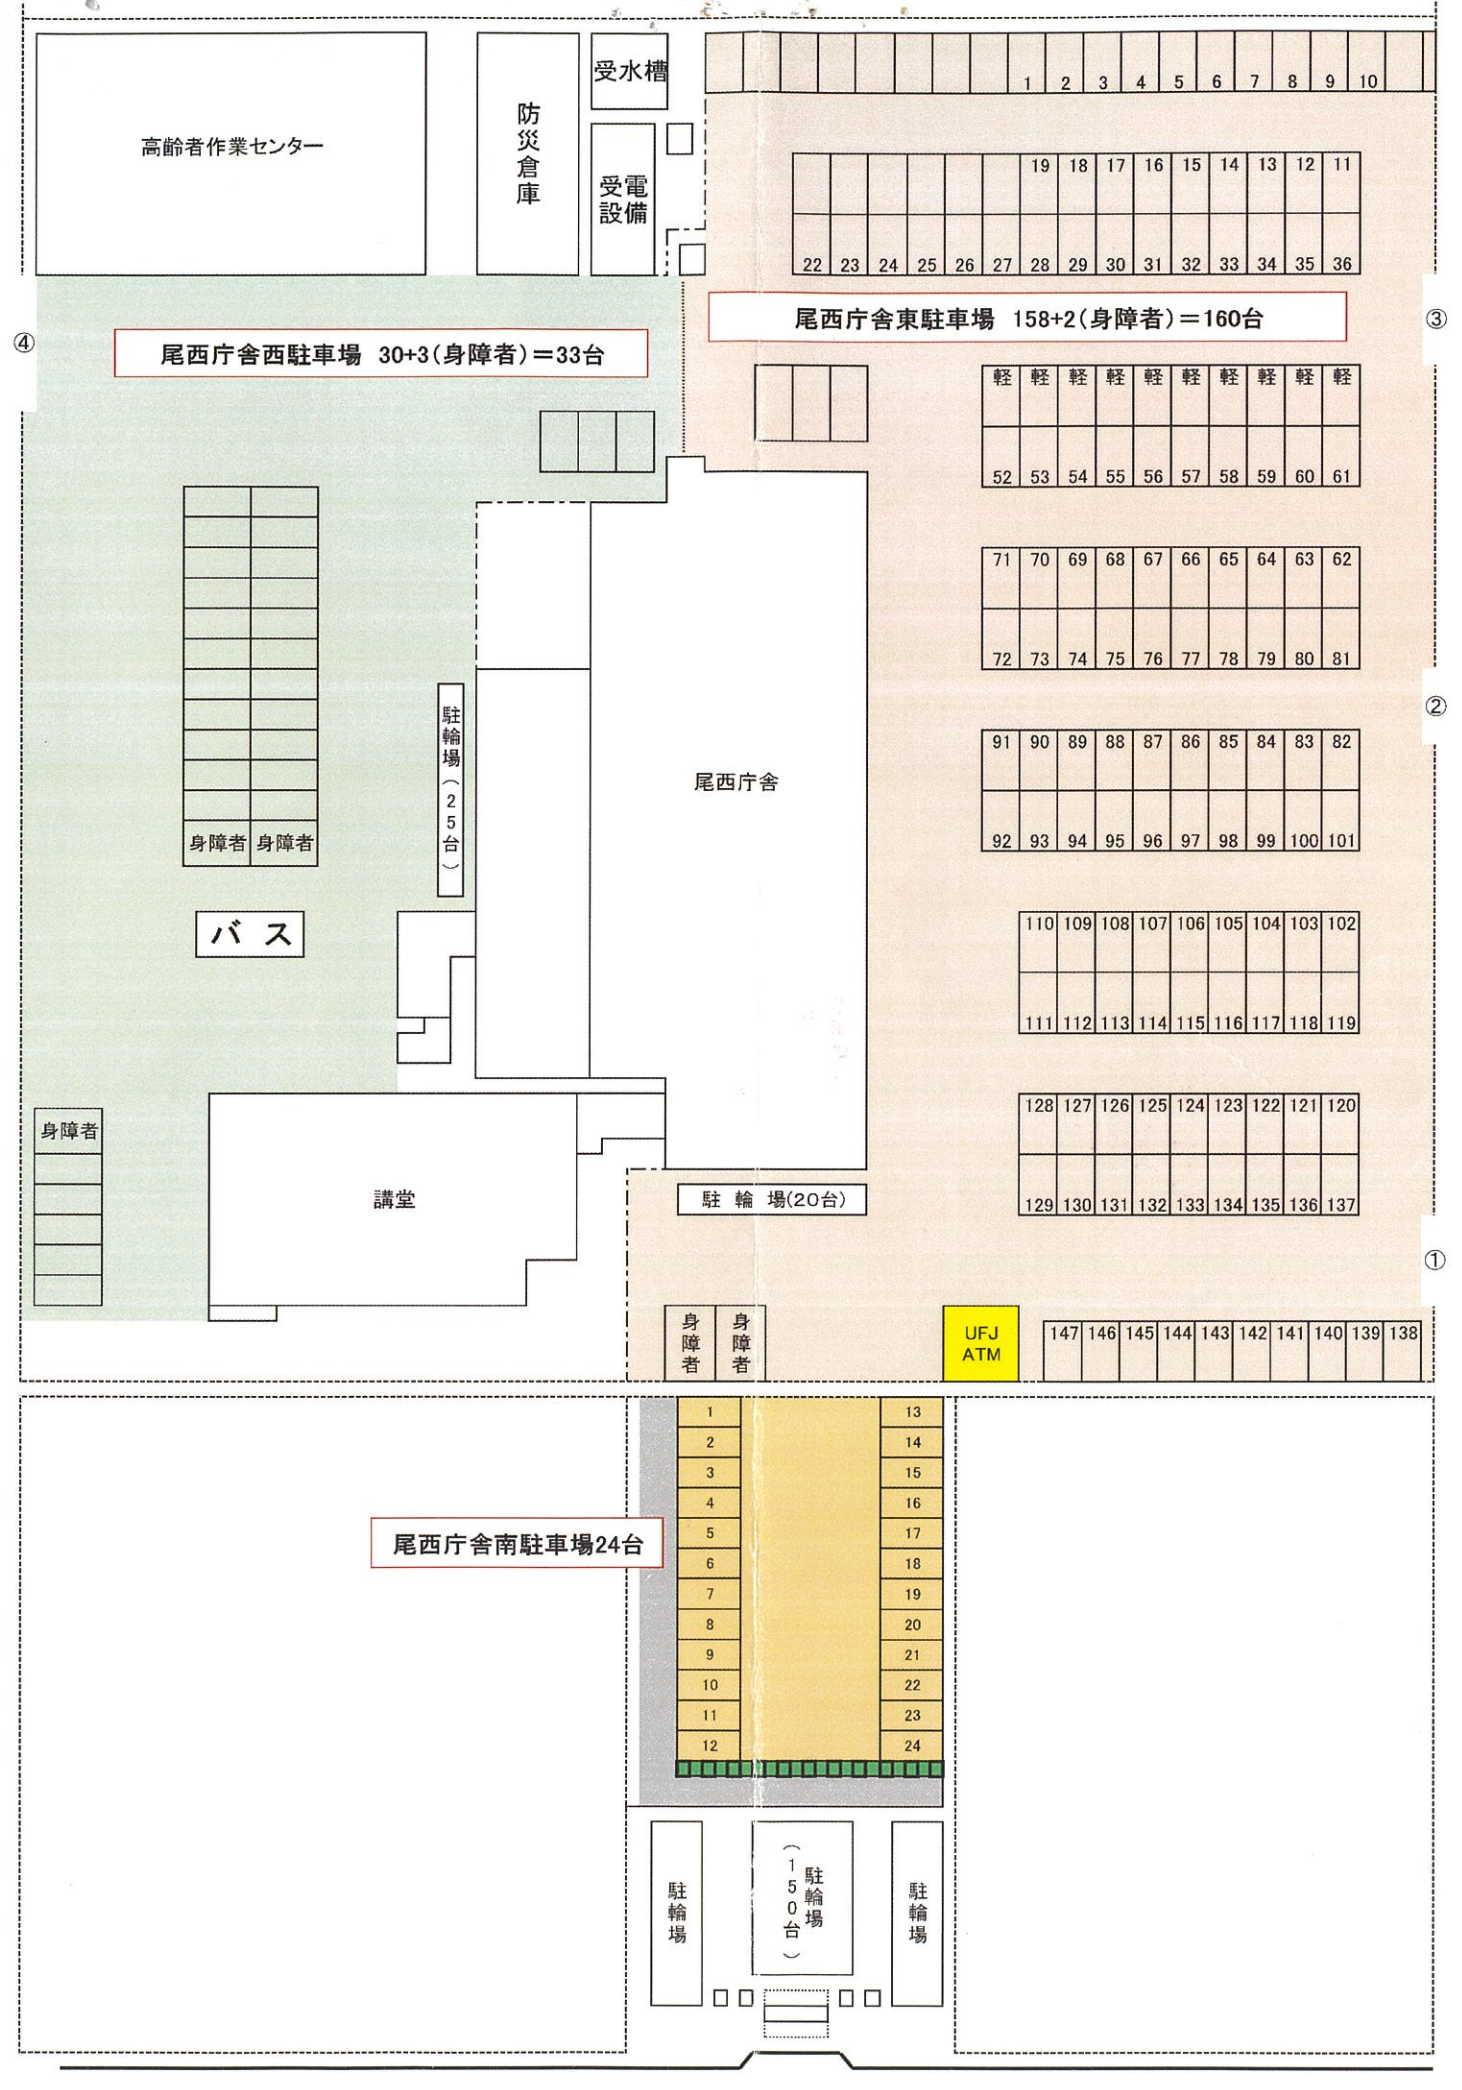 受水槽
1 2 3 4 5 6 7 8 9 10
高齢者作業センター
防災倉庫
受電
設備
19 18 17 16 15 14 13 12 11
22 23 24 25 26 27 28 29 30 31 32 33 34 35 36
尾西庁舎東駐車場 158+2(身障者)=160台
③
④
尾西庁舎西駐車場 30+3(身障者)=33台
軽 軽 軽 軽 軽 軽 軽 軽 軽 軽
52 53 54 55 56 57 58 59 60 61
71 70 69 68 67 66 65 64 63 62
72 73 74 75 76 77 78 79 80 81
②
駐輪場(25台)
尾西庁舎
91 90 89 88 87 86 85 84 83 82
92 93 94 95 96 97 98 99 100 101
身障者 身障者
バス
110 109 108 107 106 105 104 103 102
111 112 113 114 115 116 117 118 119
身障者
128 127 126 125 124 123 122 121 120
129 130 131 132 133 134 135 136 137
講堂
駐輪場(20台)
①
身障者 身障者
UFJ
ATM
147 146 145 144 143 142 141 140 139 138
1 13
2 14
3 15
4 16
5 17
尾西庁舎南駐車場24台
6 18
7 19
8 20
9 21
10 22
11 23
12 24
駐輪場
駐輪場
(150台)
駐輪場